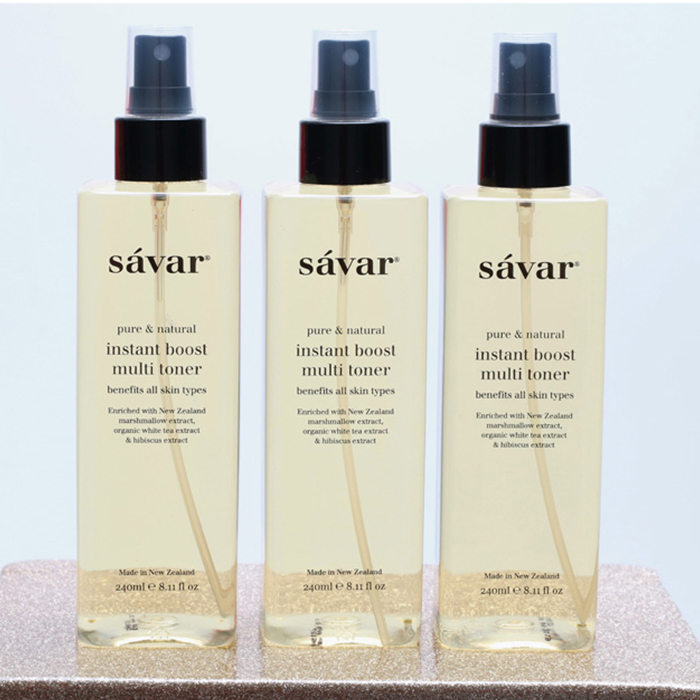 sávar®
pure & natural
instant boost
multi toner
benefits all skin types
Enriched with New Zealand
marshmallow extract,
organic white tea extract
& hibiscus extract
Made in New Zealand
240ml ℮ 8.11 fl oz
sávar®
pure & natural
instant boost
multi toner
benefits all skin types
Enriched with New Zealand
marshmallow extract,
organic white tea extract
& hibiscus extract
Made in New Zealand
240ml ℮ 8.11 fl oz
sávar®
pure & natural
instant boost
multi toner
benefits all skin types
Enriched with New Zealand
marshmallow extract,
organic white tea extract
& hibiscus extract
Made in New Zealand
240ml ℮ 8.11 fl oz